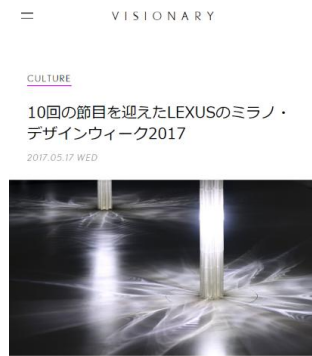 VISIONARY
CULTURE
10回の節目を迎えたLEXUSのミラノ・
デザインウィーク2017
2017.05.17 WED